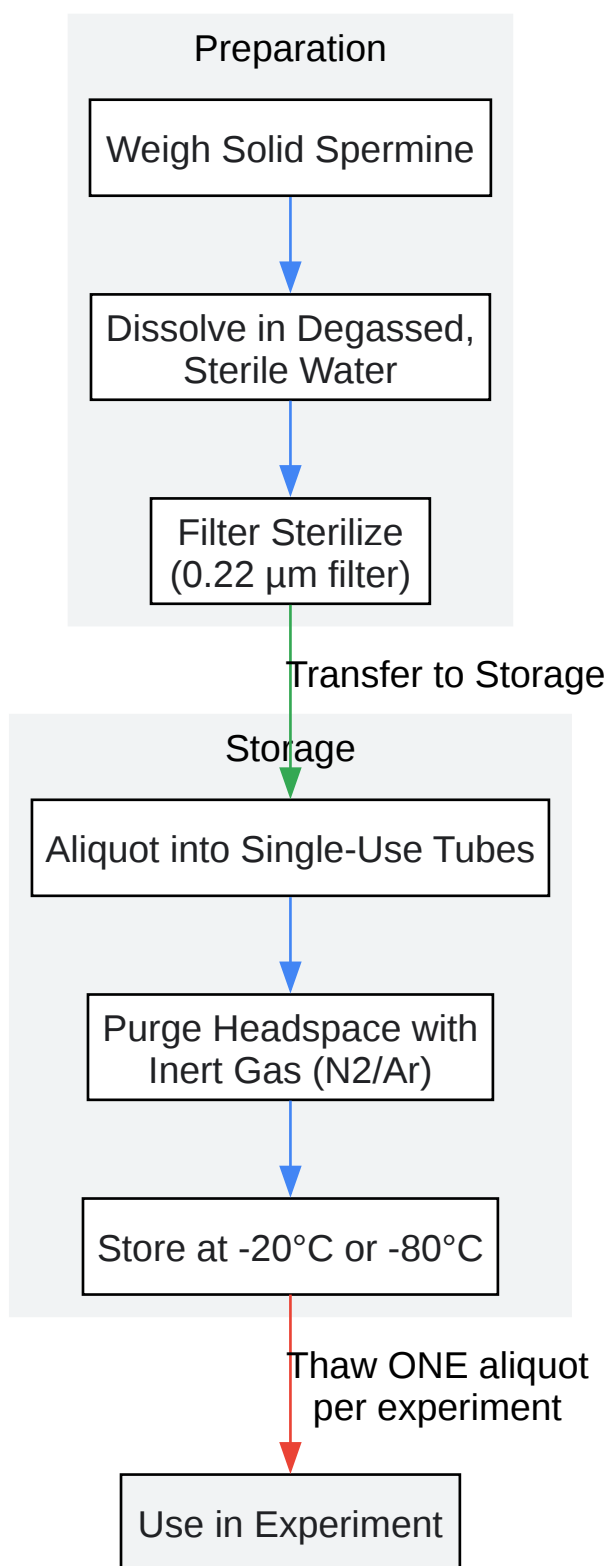 Preparation
Weigh Solid Spermine
Dissolve in Degassed,
Sterile Water
Filter Sterilize
(0.22 µm filter)
Transfer to Storage
Storage
Aliquot into Single-Use Tubes
Purge Headspace with
Inert Gas (N2/Ar)
Store at -20°C or -80°C
Thaw ONE aliquot
per experiment
Use in Experiment